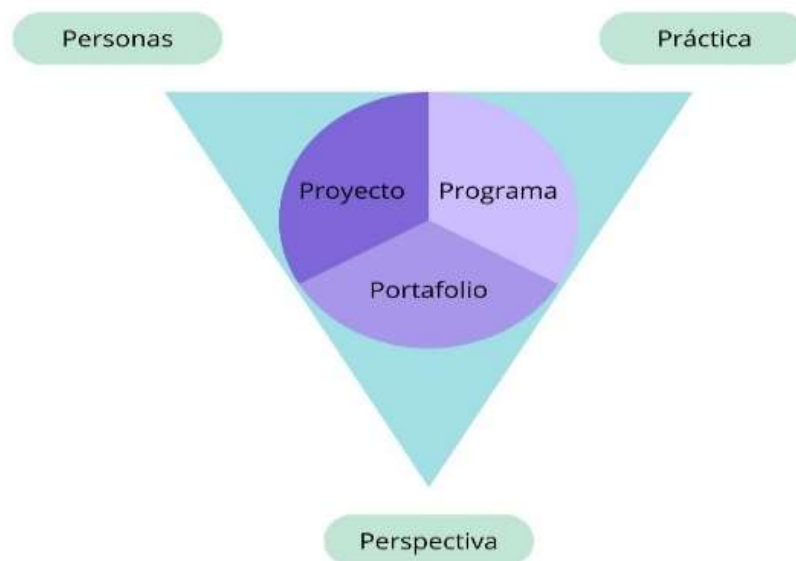 Personas
Práctica
Proyecto
Programa
Portafolio
Perspectiva